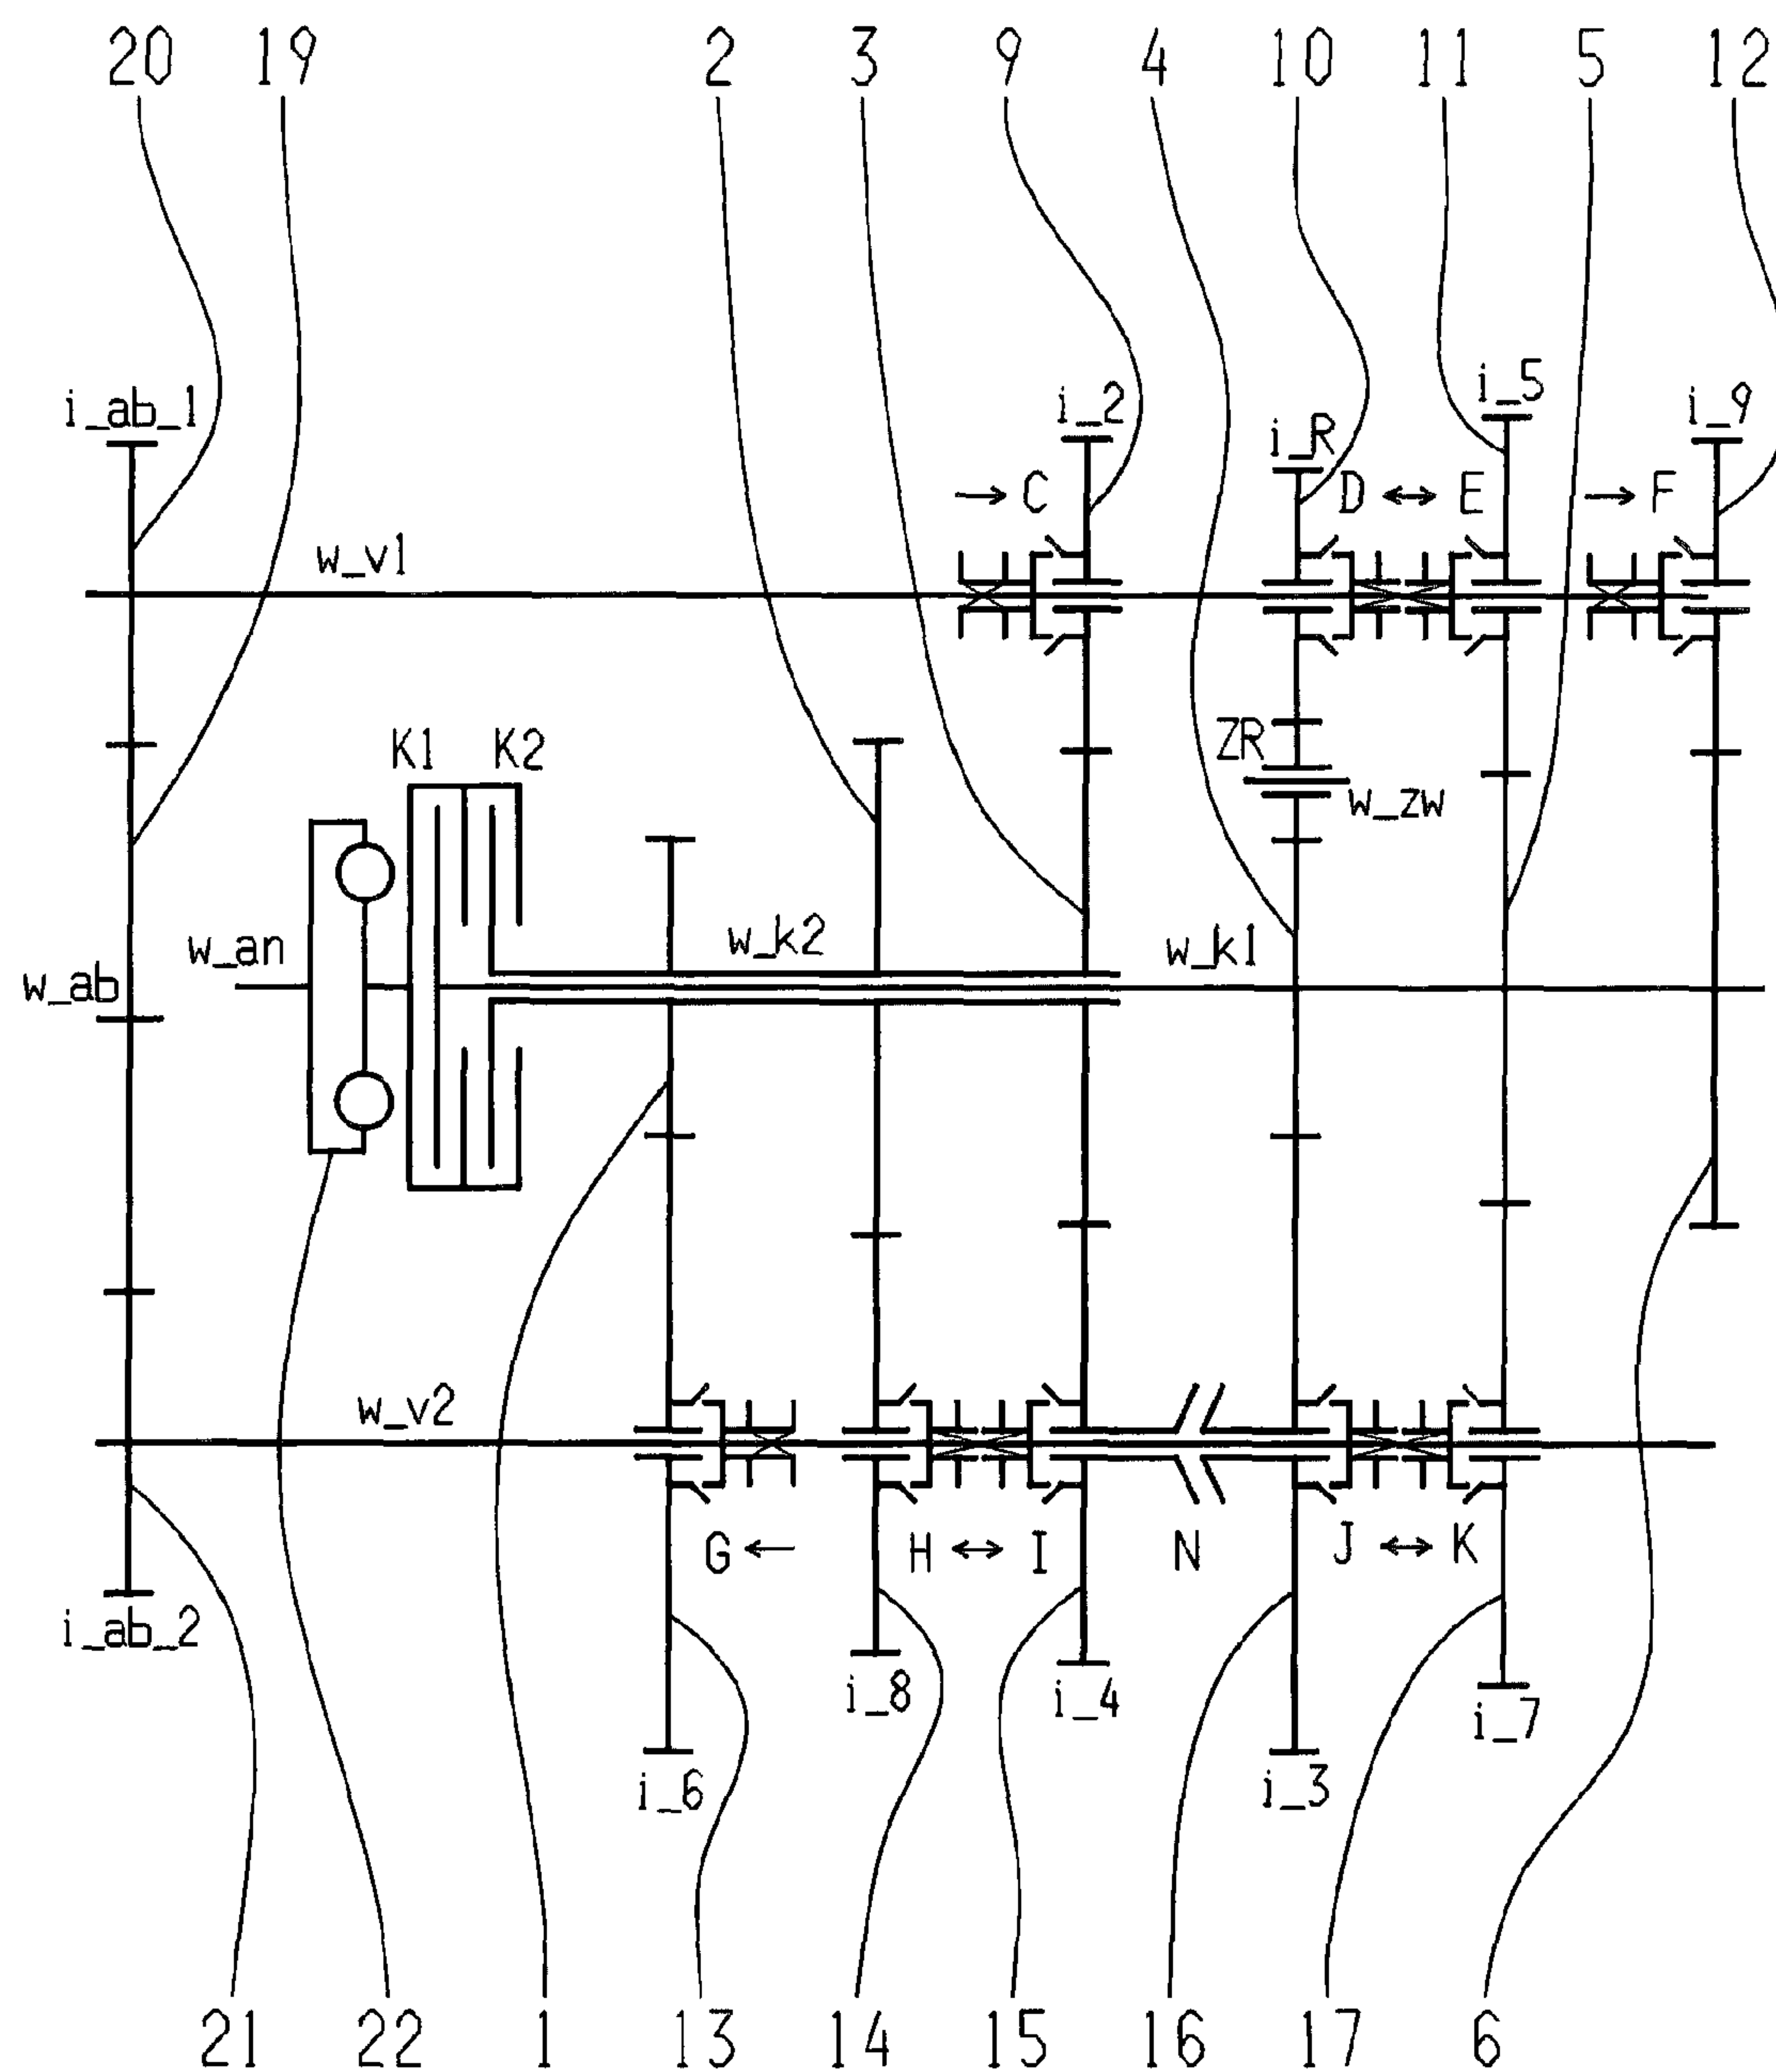 20 19 2 3 9 4 10 11 5 12
i_ab_1 i_2 i_R i_5 i_9
→ C D ↔ E → F
w_v1
K1 K2 ZR w_zw
w_an w_k2 w_k1
w_ab
w_v2
G ← H ↔ I N J ↔ K
i_ab_2 i_6 i_8 i_4 i_3 i_7
21 22 1 13 14 15 16 17 6